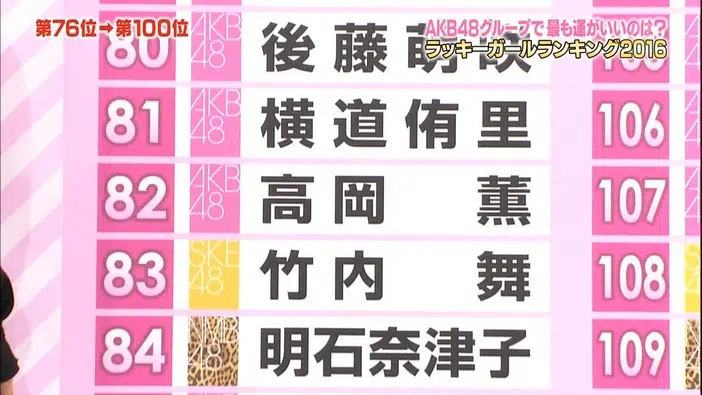 第76位→第100位
AKB48グループで最も運がいいのは?
ラッキーガールランキング2016
80 AKB48 後藤萌咲
81 AKB48 横道侑里 106
82 AKB48 高岡薫 107
83 SKE48 竹内舞 108
84 NMB48 明石奈津子 109